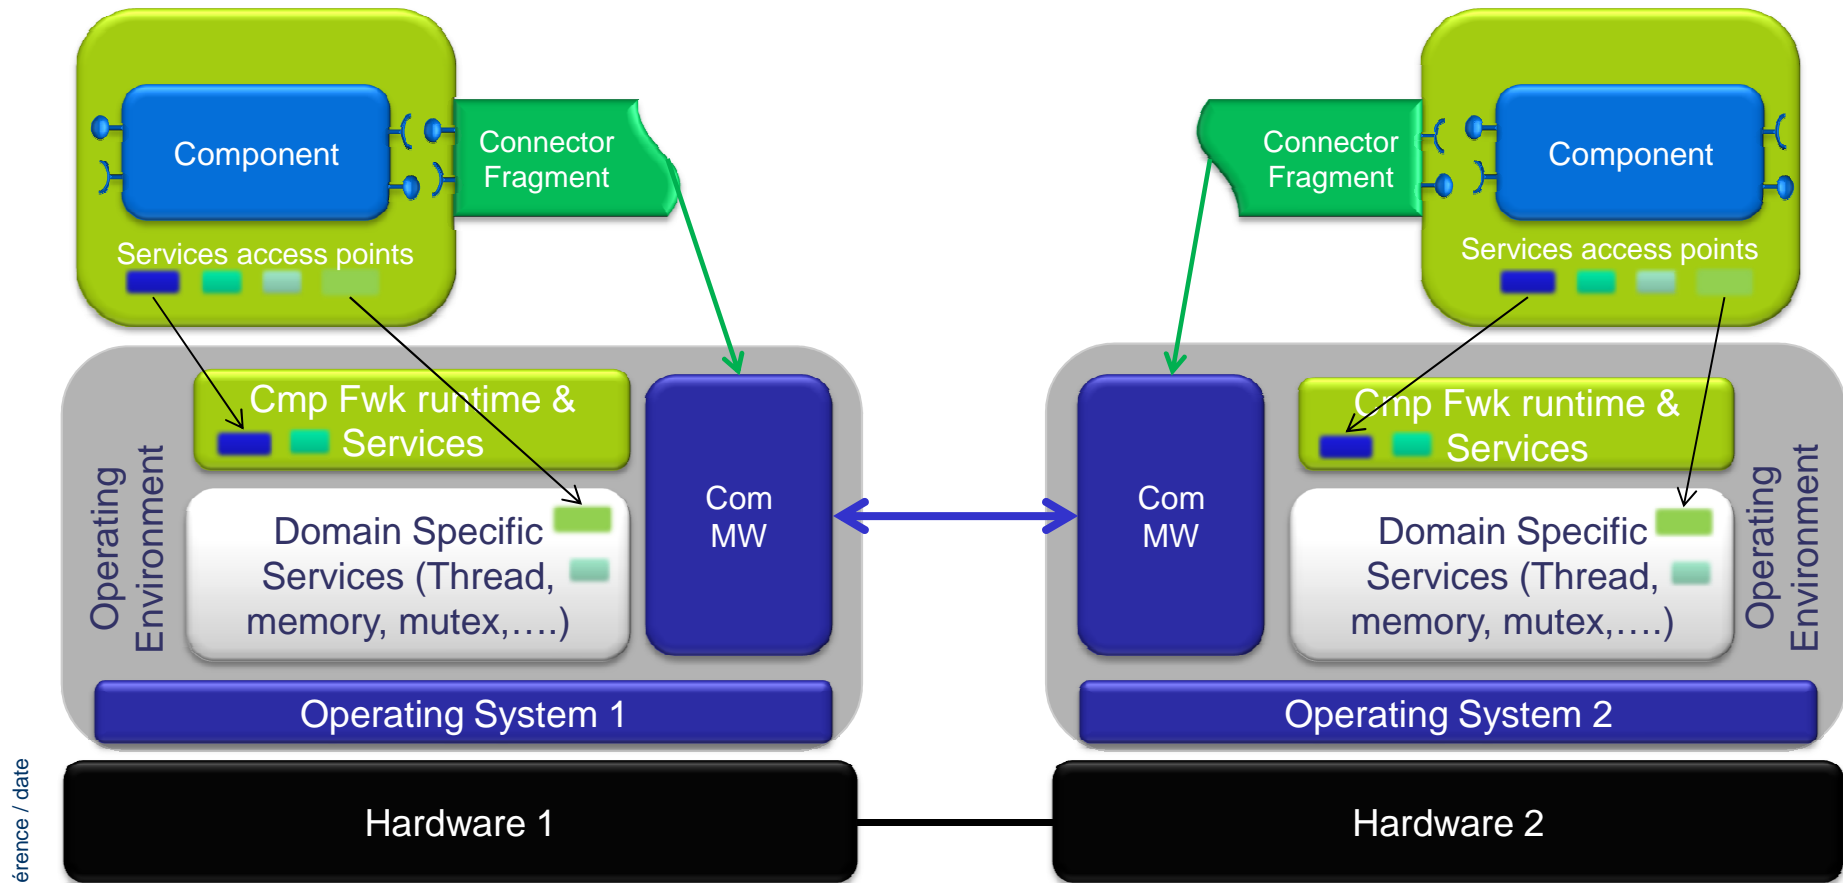 Component
Connector
Fragment
Services access points
Connector
Fragment
Component
Services access points
Cmp Fwk runtime &
Services
Operating
Environment
Domain Specific
Services (Thread,
memory, mutex,....)
Com
MW
Operating System 1
Com
MW
Cmp Fwk runtime &
Services
Domain Specific
Services (Thread,
memory, mutex,....)
Operating
Environment
Operating System 2
Hardware 1
Hardware 2
érence / date